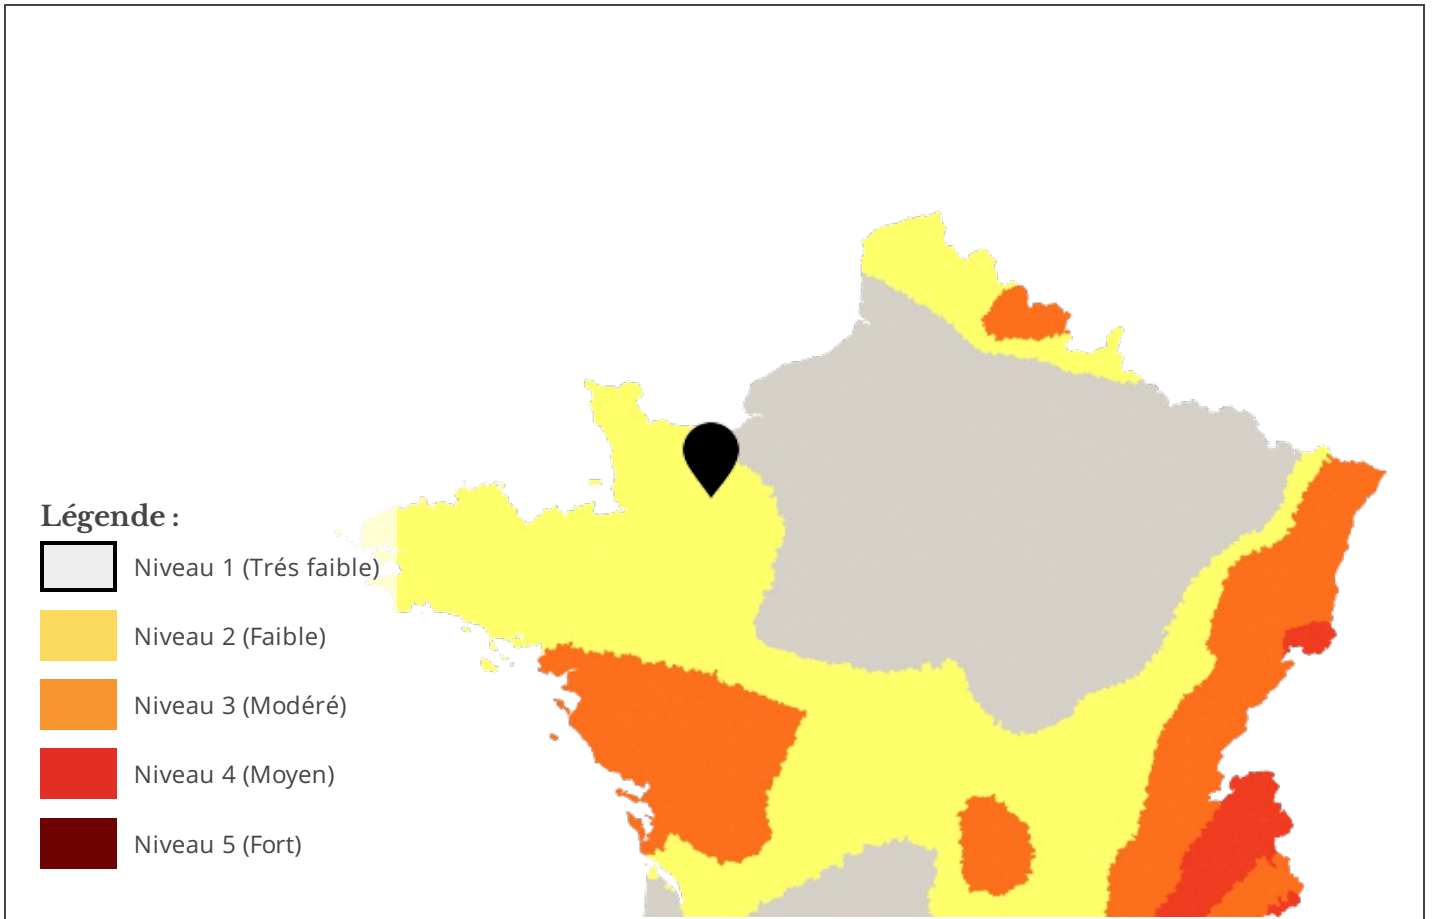 Légende :
Niveau 1 (Trés faible)
Niveau 2 (Faible)
Niveau 3 (Modéré)
Niveau 4 (Moyen)
Niveau 5 (Fort)